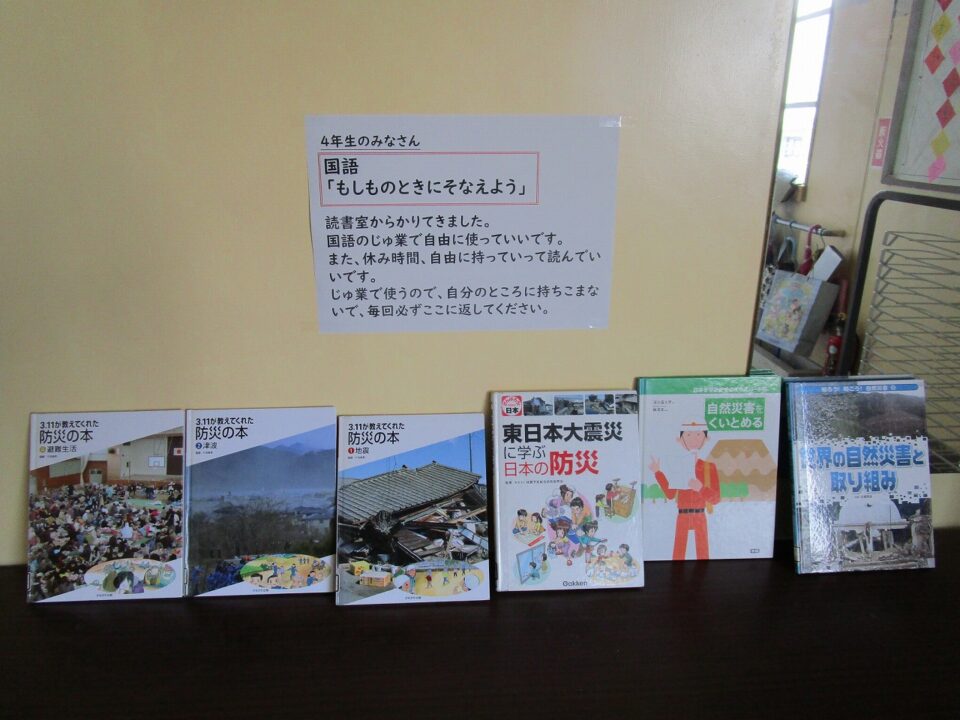 4年生のみなさん
国語
「もしものときにそなえよう」
読書室からかりてきました。
国語のじゅ業で自由に使っていいです。
また、休み時間、自由に持っていって読んでい
いです。
じゅ業で使うので、自分のところに持ちこまな
いで、毎回必ずここに返してください。
3.11が教えてくれた
防災の本
避難生活
3.11が教えてくれた
防災の本
2津波
3.11が教えてくれた
防災の本
1地震
日本
東日本大震災
に学ぶ
日本の防災
Gakken
自然災害を
くいとめる
世界の自然災害と
取り組み